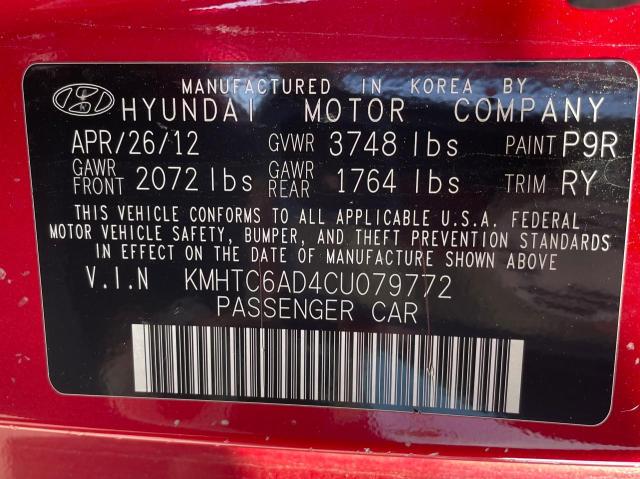 MANUFACTURED IN KOREA BY
HYUNDAI MOTOR COMPANY
APR/26/12 GVWR 3748 lbs PAINT P9R
GAWR FRONT 2072 lbs GAWR REAR 1764 lbs TRIM RY
THIS VEHICLE CONFORMS TO ALL APPLICABLE U.S.A. FEDERAL
MOTOR VEHICLE SAFETY, BUMPER, AND THEFT PREVENTION STANDARDS
IN EFFECT ON THE DATE OF MANUFACTURE SHOWN ABOVE
V.I.N KMHTC6AD4CU079772
PASSENGER CAR